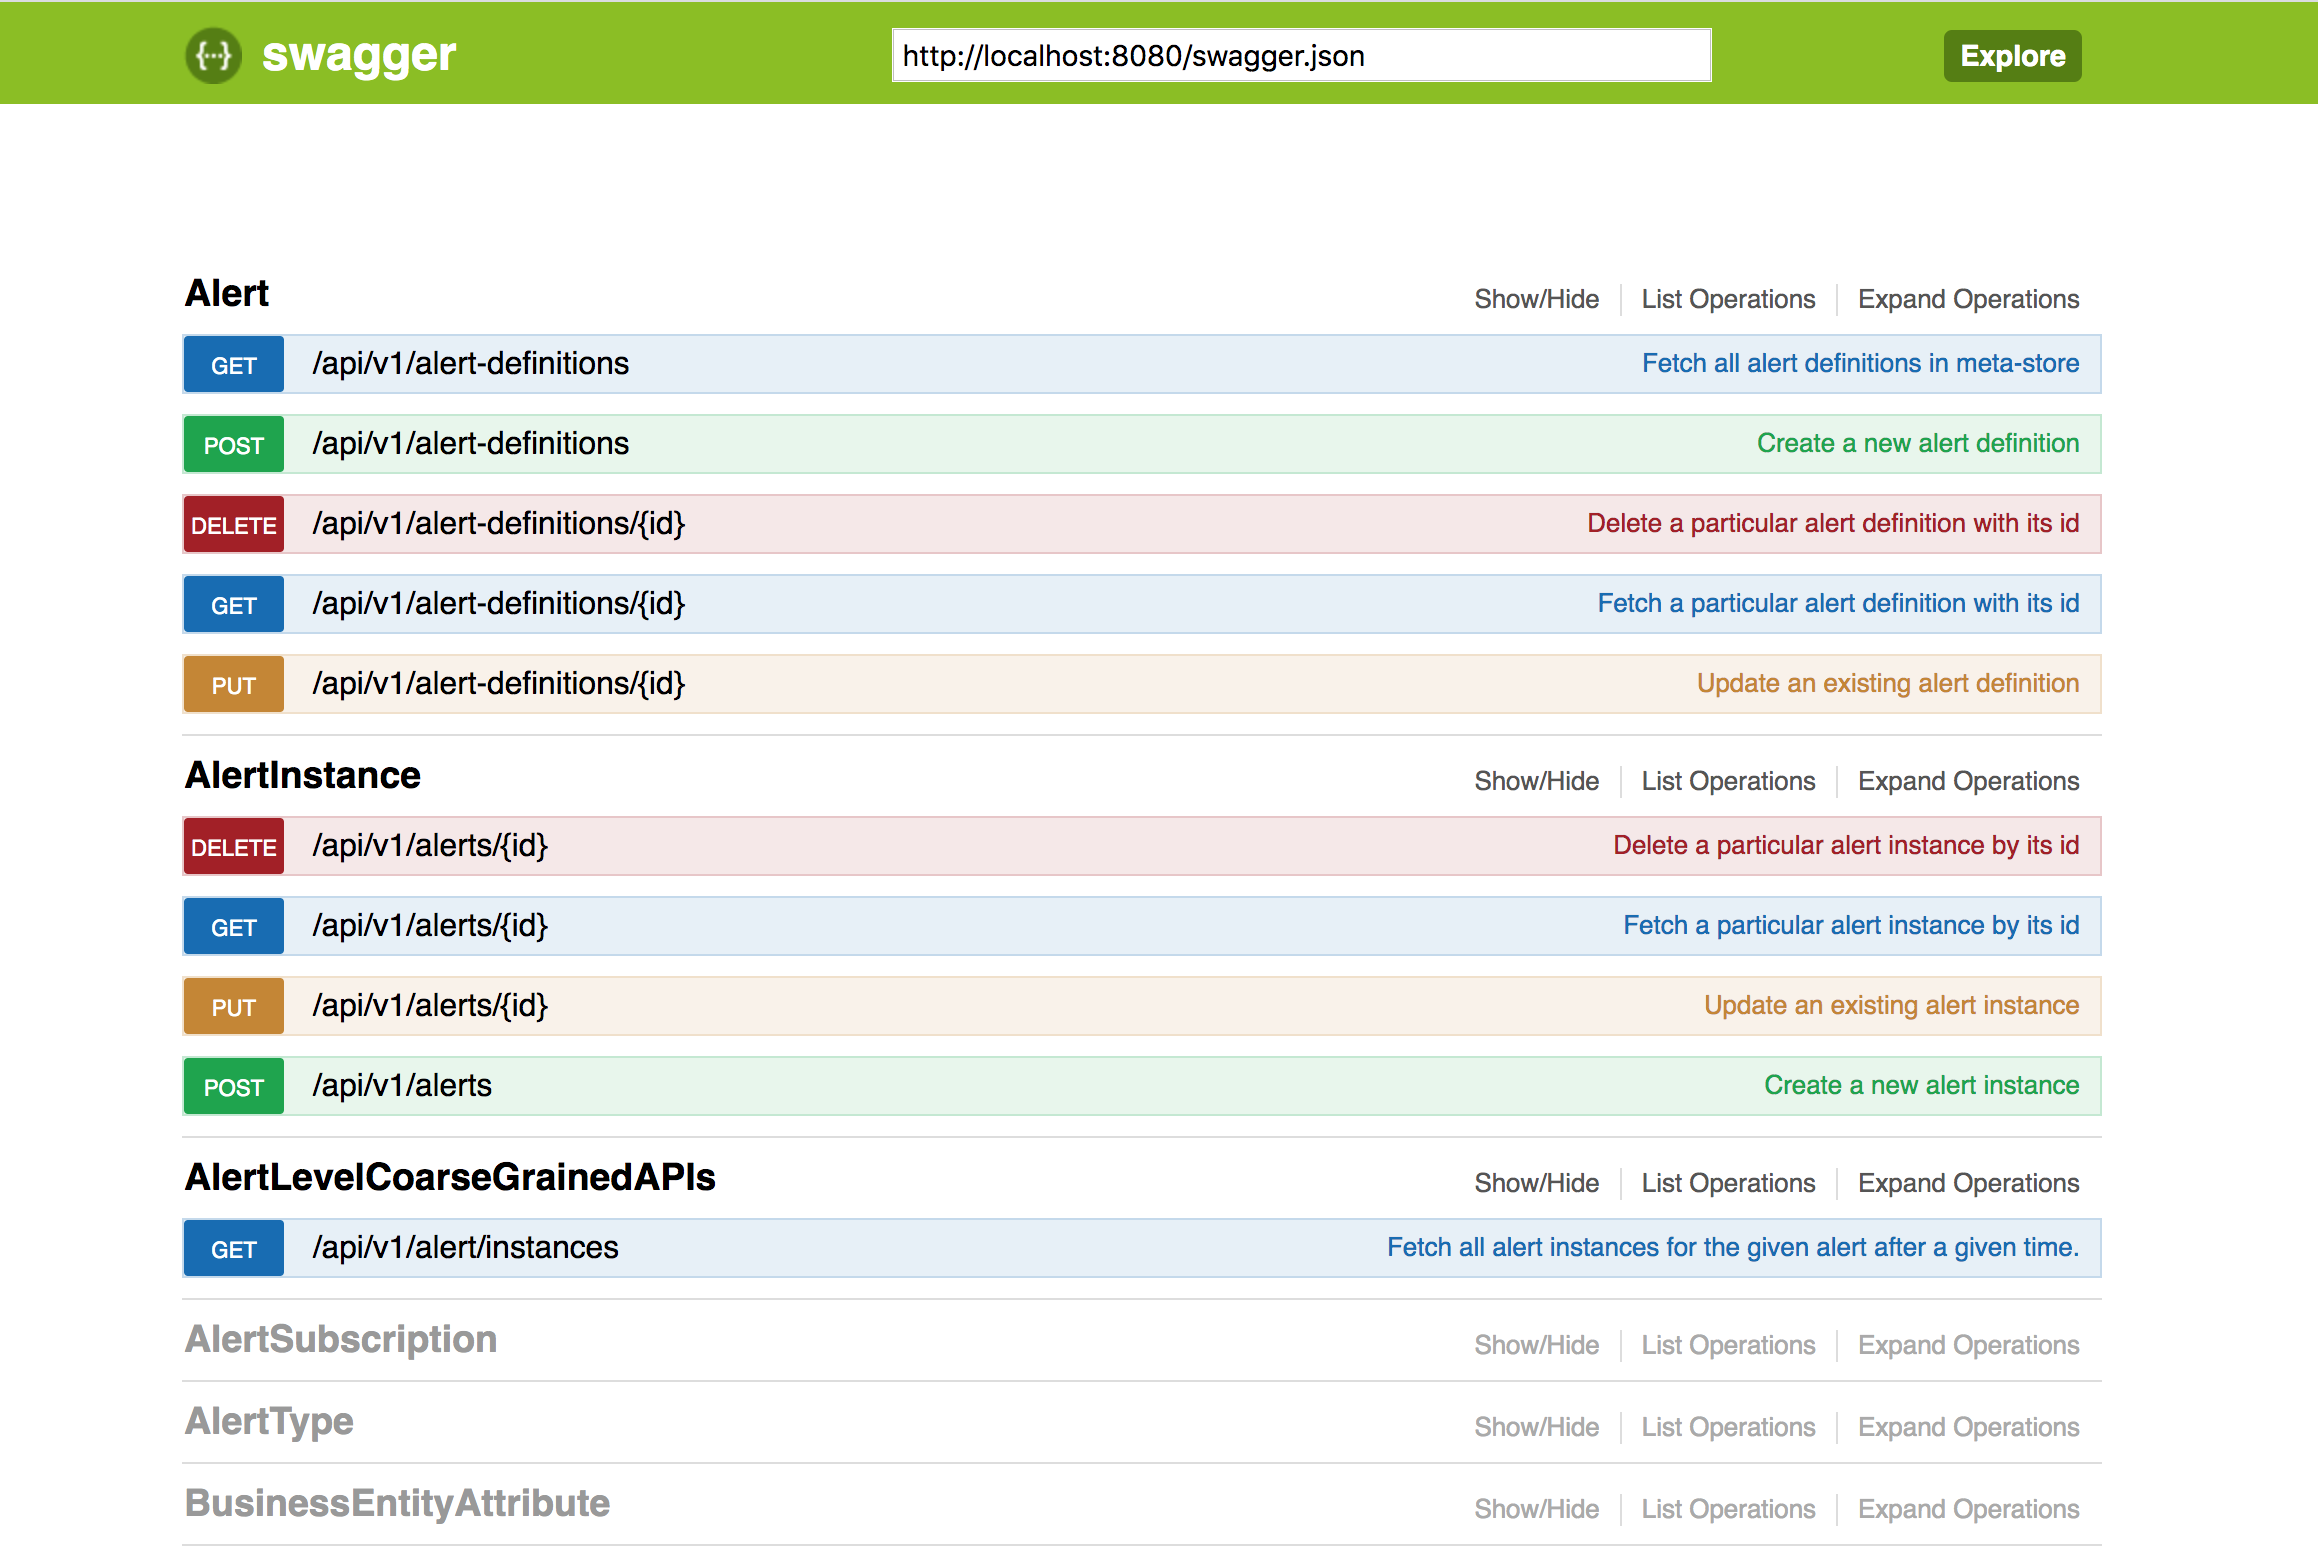 {···} swagger http://localhost:8080/swagger.json Explore
Alert Show/Hide List Operations Expand Operations
GET /api/v1/alert-definitions Fetch all alert definitions in meta-store
POST /api/v1/alert-definitions Create a new alert definition
DELETE /api/v1/alert-definitions/{id} Delete a particular alert definition with its id
GET /api/v1/alert-definitions/{id} Fetch a particular alert definition with its id
PUT /api/v1/alert-definitions/{id} Update an existing alert definition
AlertInstance Show/Hide List Operations Expand Operations
DELETE /api/v1/alerts/{id} Delete a particular alert instance by its id
GET /api/v1/alerts/{id} Fetch a particular alert instance by its id
PUT /api/v1/alerts/{id} Update an existing alert instance
POST /api/v1/alerts Create a new alert instance
AlertLevelCoarseGrainedAPIs Show/Hide List Operations Expand Operations
GET /api/v1/alert/instances Fetch all alert instances for the given alert after a given time.
AlertSubscription Show/Hide List Operations Expand Operations
AlertType Show/Hide List Operations Expand Operations
BusinessEntityAttribute Show/Hide List Operations Expand Operations